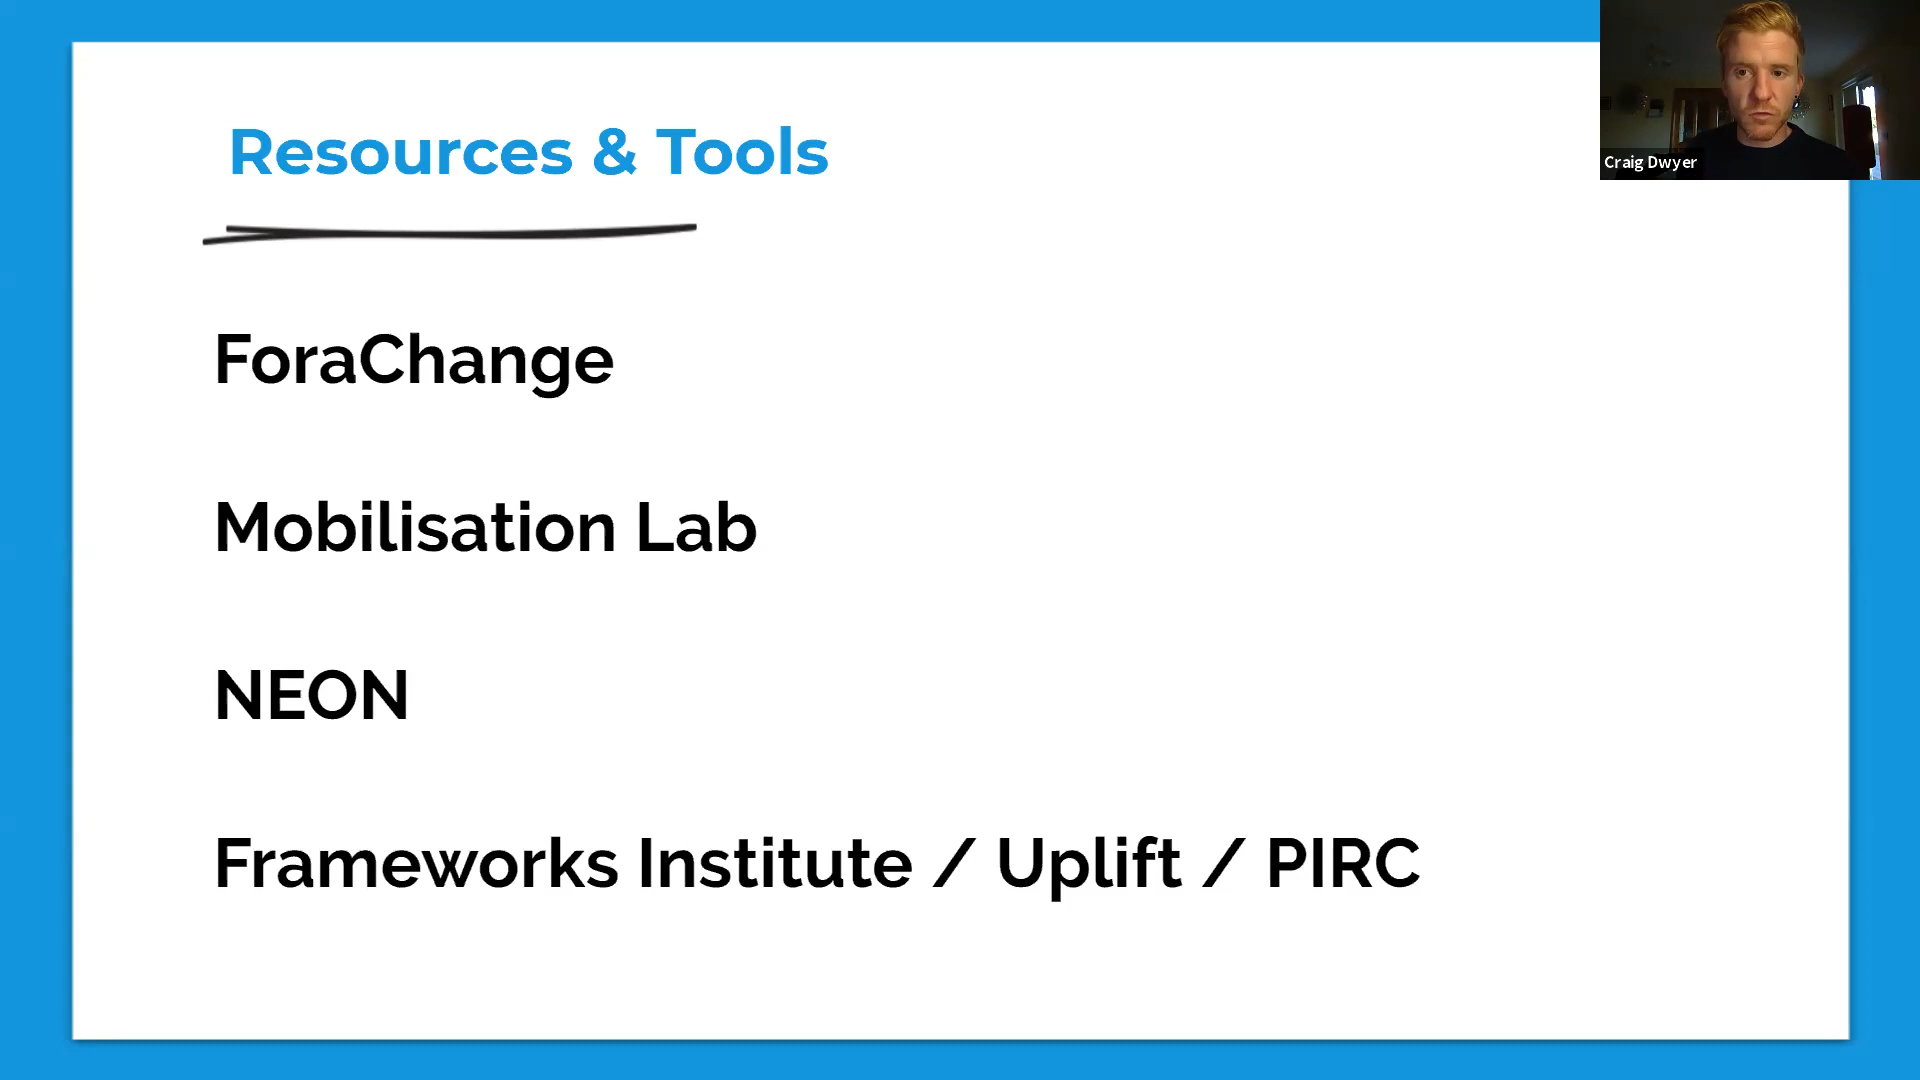 Resources & Tools
Craig Dwyer
ForaChange
Mobilisation Lab
NEON
Frameworks Institute / Uplift / PIRC